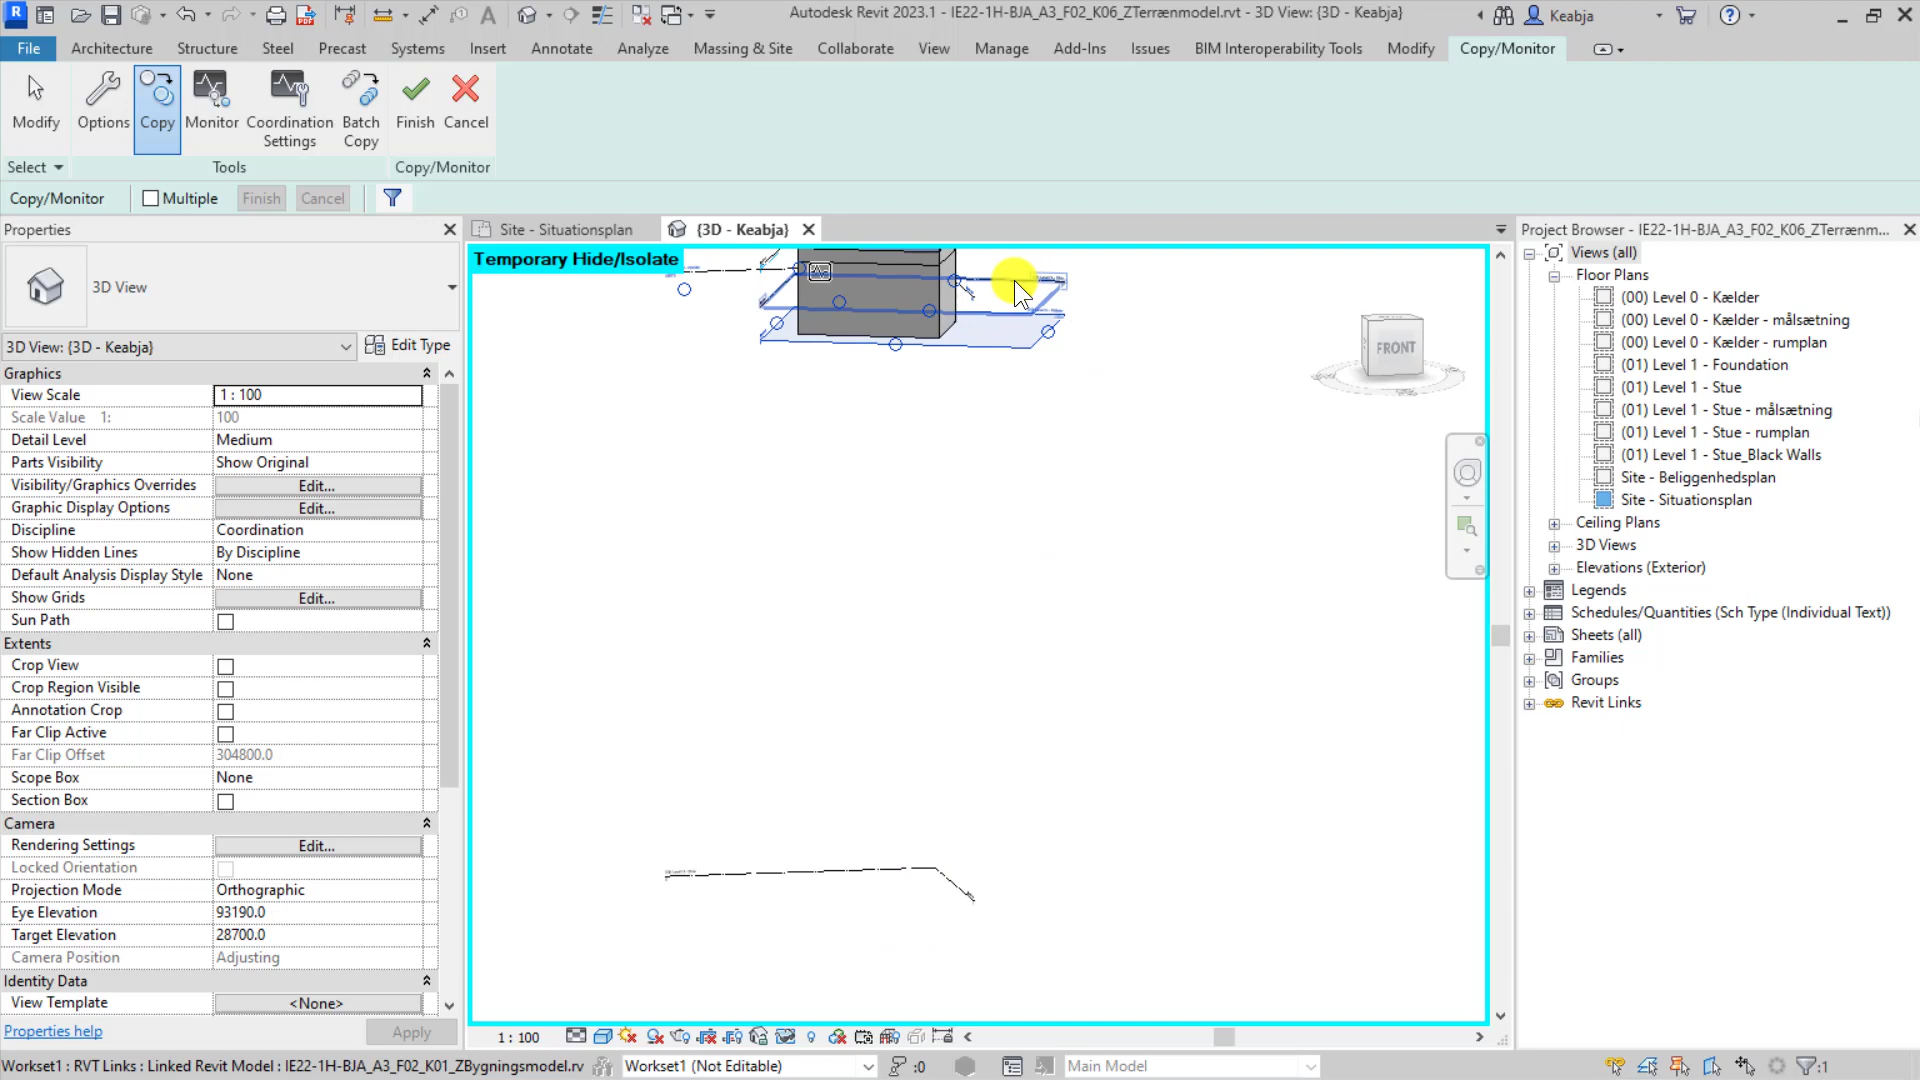 Autodesk Revit 2023.1 - IE22-1H-BJA_A3_F02_K06_ZTerrænmodel.rvt - 3D View: {3D - Keabja}
Keabja
File Architecture Structure Steel Precast Systems Insert Annotate Analyze Massing & Site Collaborate View Manage Add-Ins Issues BIM Interoperability Tools Modify Copy/Monitor
Modify Options Copy Monitor Coordination Settings Batch Copy Finish Cancel
Select Tools Copy/Monitor
Copy/Monitor Multiple Finish Cancel
Properties
3D View
3D View: {3D - Keabja} Edit Type
Graphics
View Scale 1 : 100
Scale Value 1: 100
Detail Level Medium
Parts Visibility Show Original
Visibility/Graphics Overrides Edit...
Graphic Display Options Edit...
Discipline Coordination
Show Hidden Lines By Discipline
Default Analysis Display Style None
Show Grids Edit...
Sun Path
Extents
Crop View
Crop Region Visible
Annotation Crop
Far Clip Active
Far Clip Offset 304800.0
Scope Box None
Section Box
Camera
Rendering Settings Edit...
Locked Orientation
Projection Mode Orthographic
Eye Elevation 93190.0
Target Elevation 28700.0
Camera Position Adjusting
Identity Data
View Template <None>
Properties help Apply
Site - Situationsplan {3D - Keabja}
Temporary Hide/Isolate
FRONT
1 : 100
Project Browser - IE22-1H-BJA_A3_F02_K06_ZTerrænm...
Views (all)
Floor Plans
(00) Level 0 - Kælder
(00) Level 0 - Kælder - målsætning
(00) Level 0 - Kælder - rumplan
(01) Level 1 - Foundation
(01) Level 1 - Stue
(01) Level 1 - Stue - målsætning
(01) Level 1 - Stue - rumplan
(01) Level 1 - Stue_Black Walls
Site - Beliggenhedsplan
Site - Situationsplan
Ceiling Plans
3D Views
Elevations (Exterior)
Legends
Schedules/Quantities (Sch Type (Individual Text))
Sheets (all)
Families
Groups
Revit Links
Workset1 : RVT Links : Linked Revit Model : IE22-1H-BJA_A3_F02_K01_ZBygningsmodel.rv Workset1 (Not Editable) :0 Main Model :1